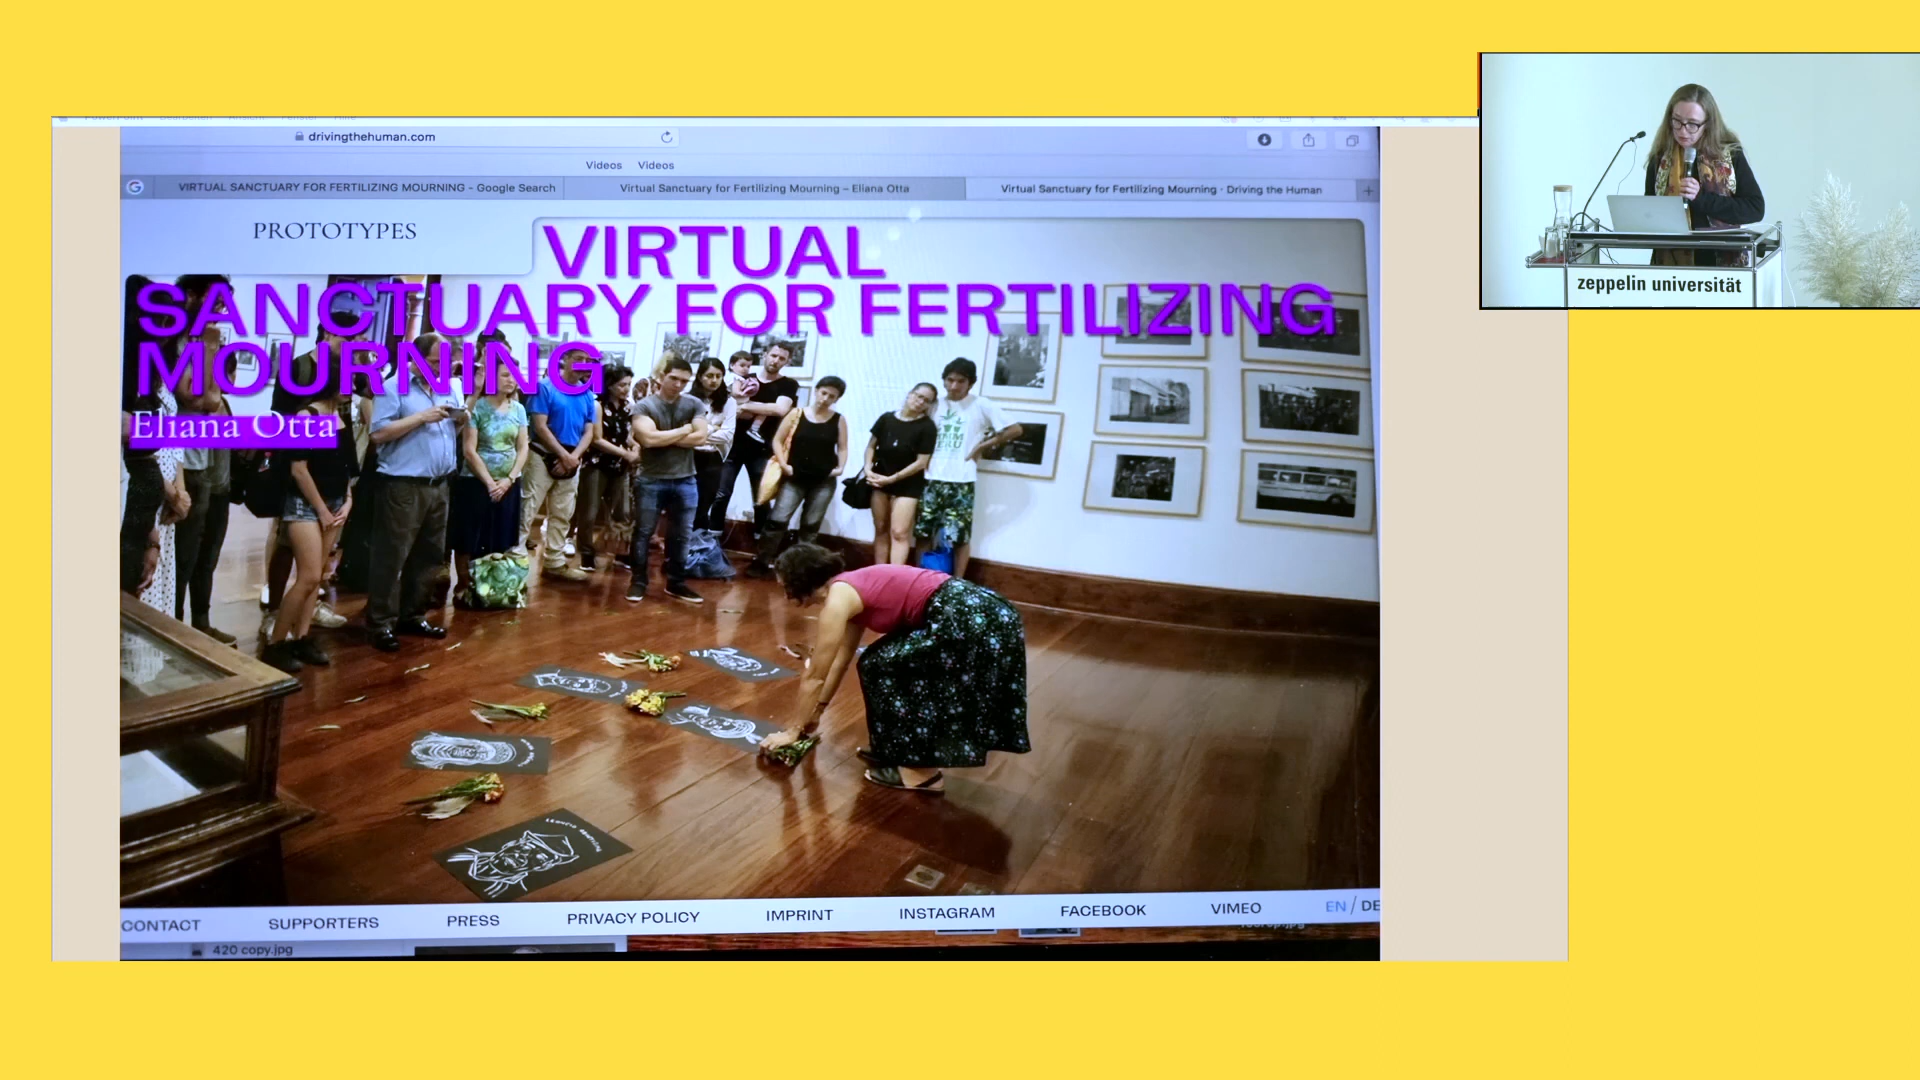 drivingthehuman.com
Videos Videos
VIRTUAL SANCTUARY FOR FERTILIZING MOURNING - Google Search
Virtual Sanctuary for Fertilizing Mourning – Eliana Otta
Virtual Sanctuary for Fertilizing Mourning · Driving the Human
PROTOTYPES
VIRTUAL
SANCTUARY FOR FERTILIZING
MOURNING
Eliana Otta
CONTACT SUPPORTERS PRESS PRIVACY POLICY IMPRINT INSTAGRAM FACEBOOK VIMEO EN / DE
420 copy.jpg
zeppelin universität